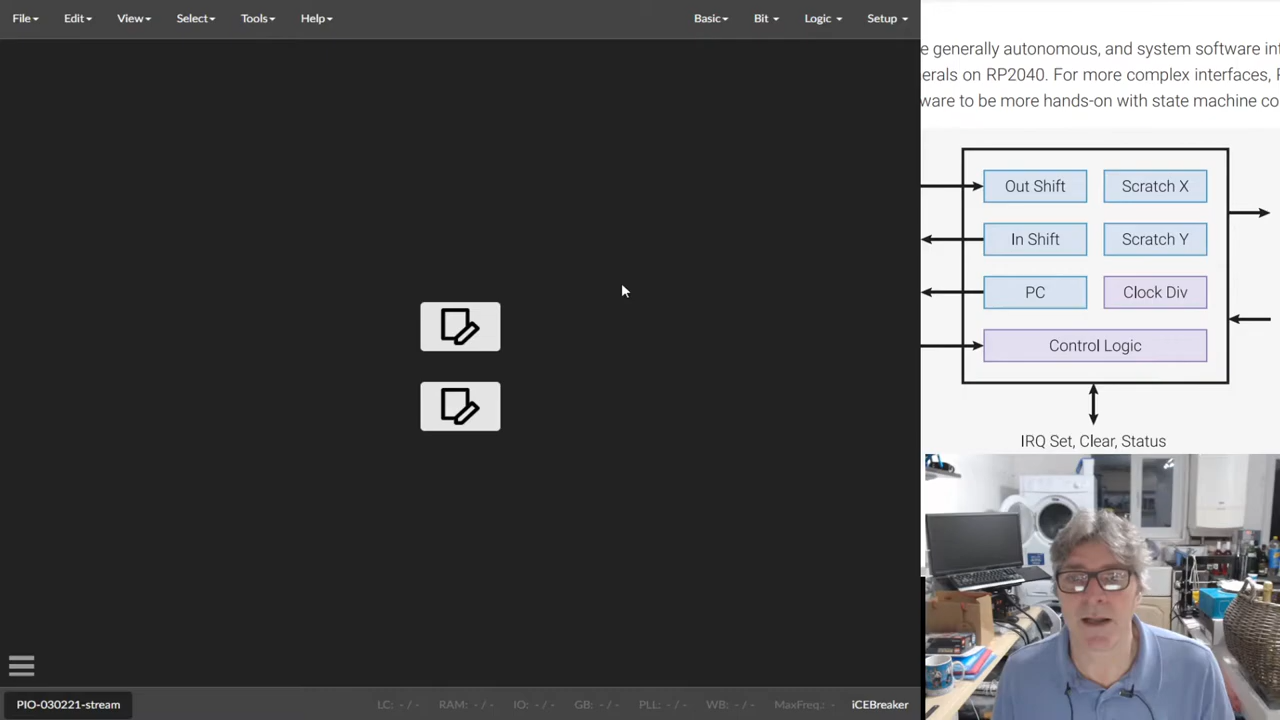 File
Edit
View
Select
Tools
Help
Basic
Bit
Logic
Setup
e generally autonomous, and system software in
erals on RP2040. For more complex interfaces,
ware to be more hands-on with state machine co
Out Shift
Scratch X
In Shift
Scratch Y
PC
Clock Div
Control Logic
IRQ Set, Clear, Status
PIO-030221-stream
LC: - / -
RAM: - / -
IO: - / -
GB: - / -
PLL: - / -
WB: - / -
MaxFreq.: -
iCEBreaker